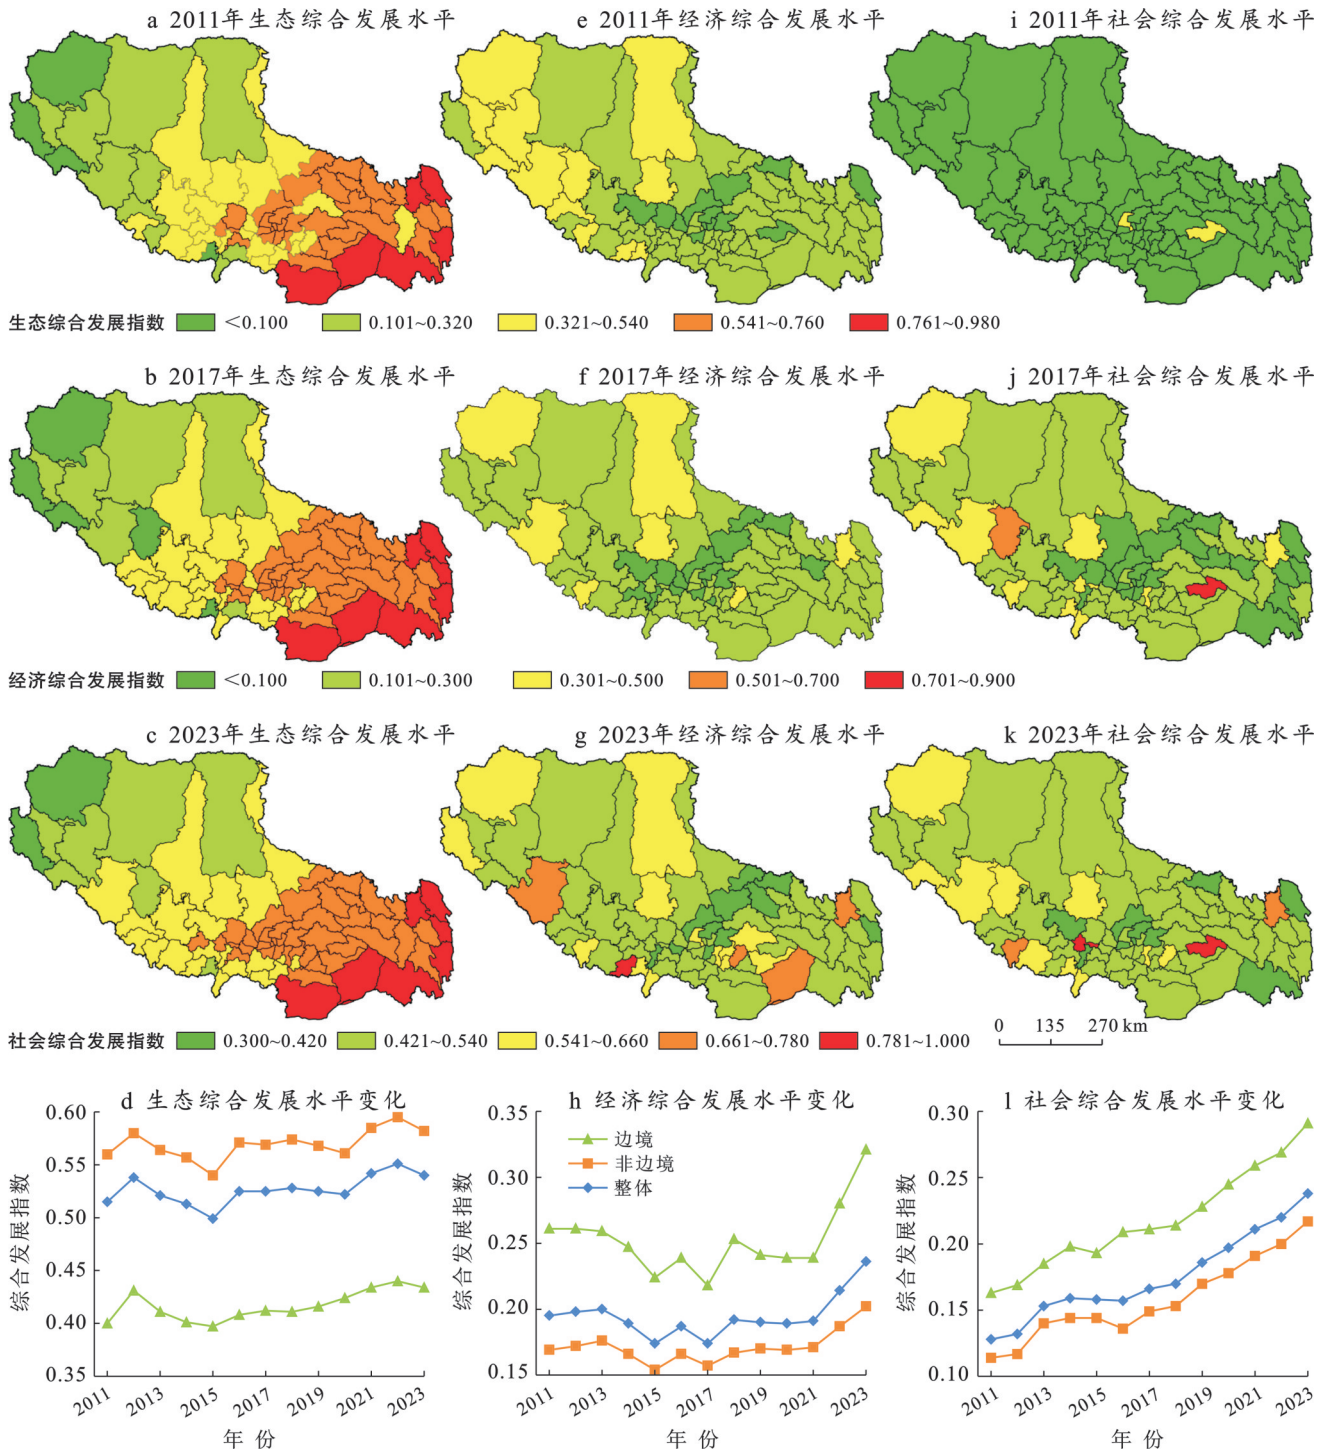 a 2011年生态综合发展水平
e 2011年经济综合发展水平
i 2011年社会综合发展水平
生态综合发展指数 <0.100 0.101~0.320 0.321~0.540 0.541~0.760 0.761~0.980
b 2017年生态综合发展水平
f 2017年经济综合发展水平
j 2017年社会综合发展水平
经济综合发展指数 <0.100 0.101~0.300 0.301~0.500 0.501~0.700 0.701~0.900
c 2023年生态综合发展水平
g 2023年经济综合发展水平
k 2023年社会综合发展水平
0 135 270 km
社会综合发展指数 0.300~0.420 0.421~0.540 0.541~0.660 0.661~0.780 0.781~1.000
d 生态综合发展水平变化
综合发展指数
0.60
0.55
0.50
0.45
0.40
0.35
2011 2013 2015 2017 2019 2021 2023
年 份
h 经济综合发展水平变化
边境
非边境
整体
综合发展指数
0.35
0.30
0.25
0.20
0.15
2011 2013 2015 2017 2019 2021 2023
年 份
l 社会综合发展水平变化
综合发展指数
0.30
0.25
0.20
0.15
0.10
2011 2013 2015 2017 2019 2021 2023
年 份